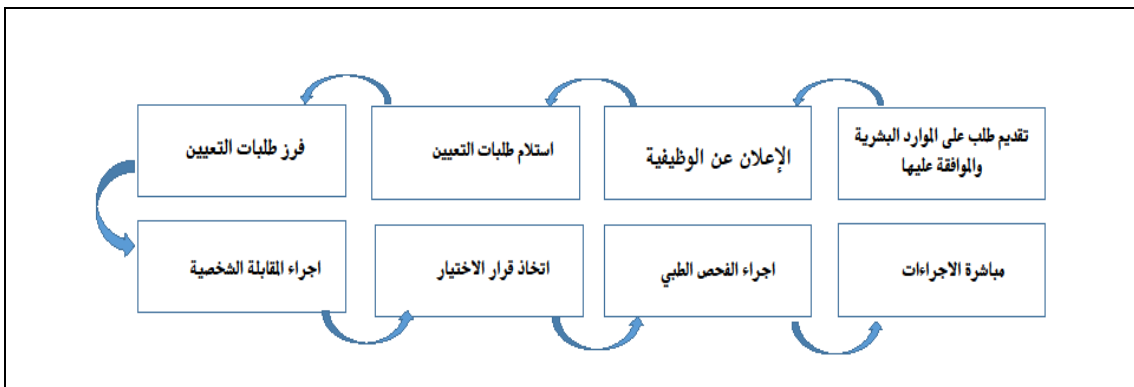 تقديم طلب على الموارد البشرية
والموافقة عليها
الإعلان عن الوظيفية
استلام طلبات التعيين
فرز طلبات التعيين
اجراء المقابلة الشخصية
اتخاذ قرار الاختيار
اجراء الفحص الطبي
مباشرة الاجراءات